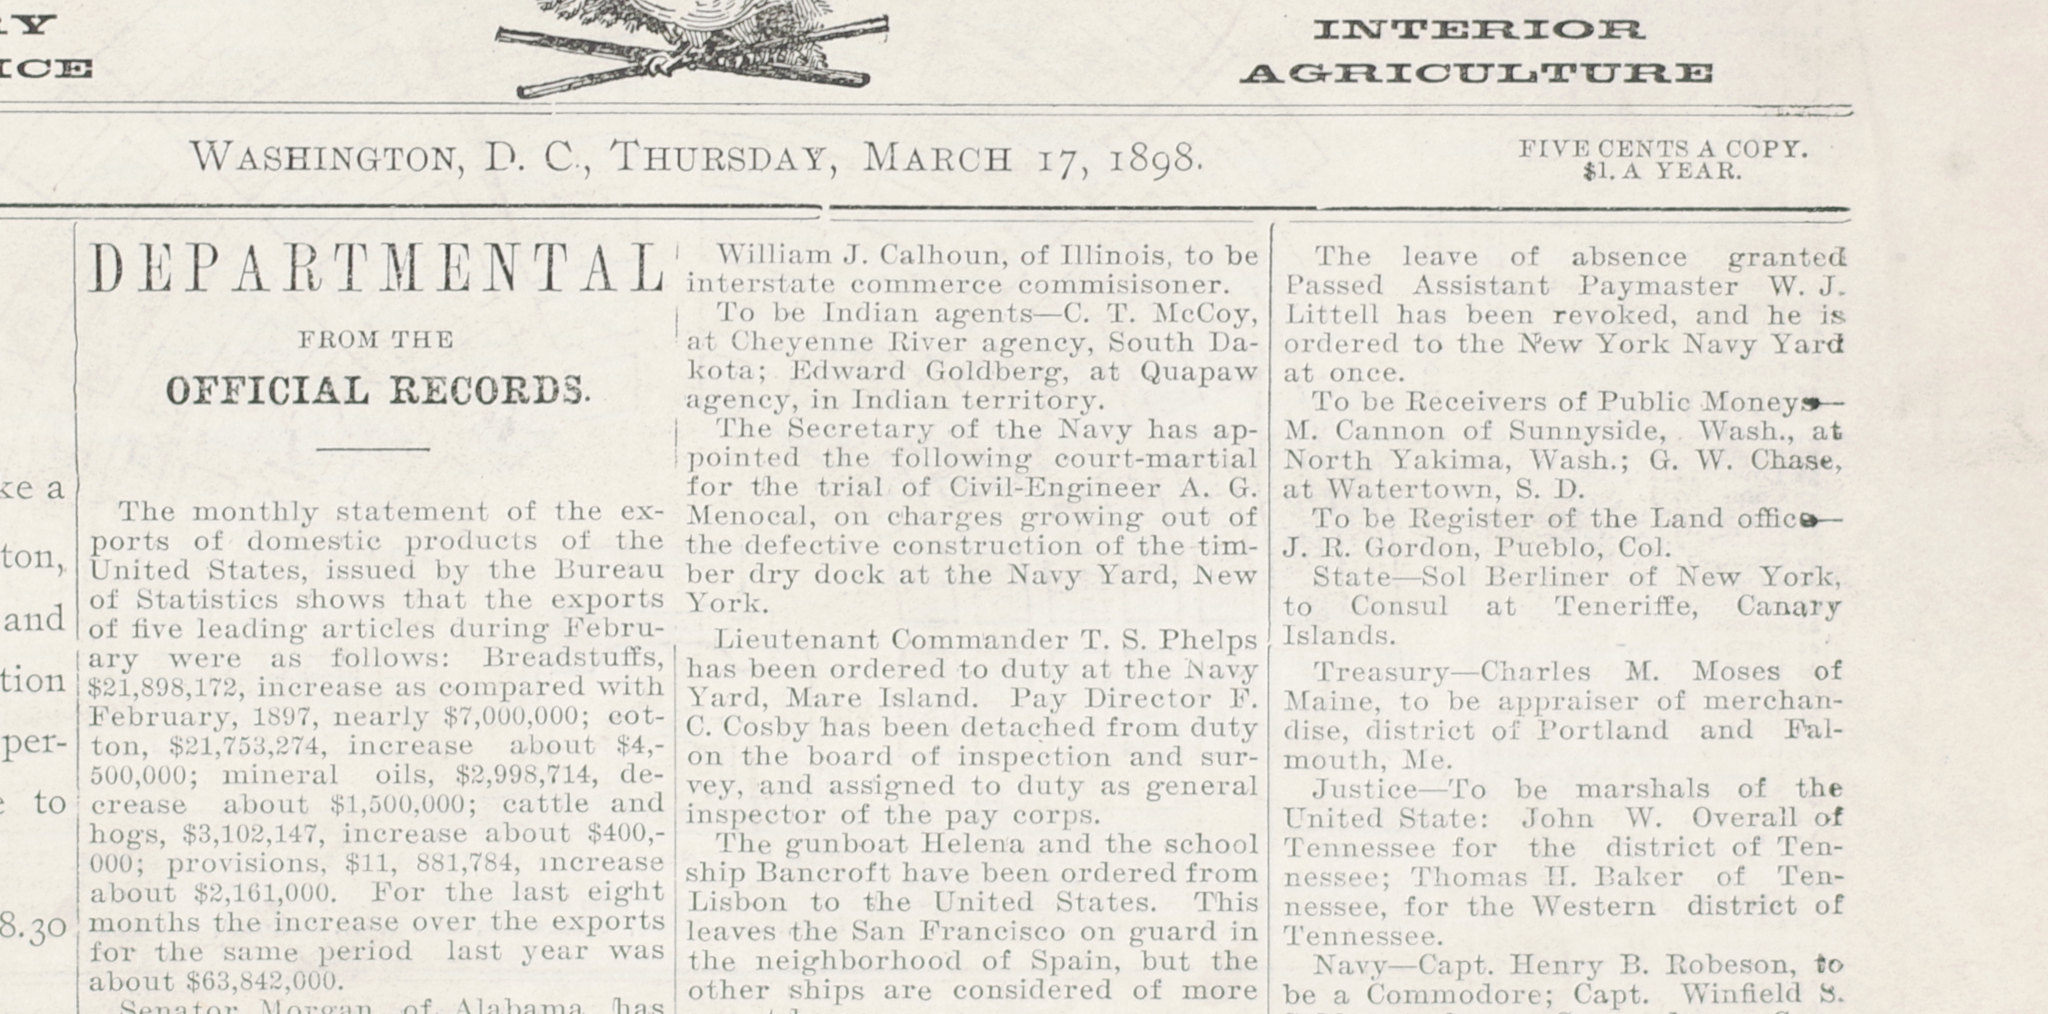 RY
ICE
INTERIOR
AGRICULTURE
WASHINGTON, D. C., THURSDAY, MARCH 17, 1898.
FIVE CENTS A COPY.
$1. A YEAR.
ke a
ton,
and
tion
per-
e to
8.30
DEPARTMENTAL
FROM THE
OFFICIAL RECORDS.
The monthly statement of the ex-
ports of domestic products of the
United States, issued by the Bureau
of Statistics shows that the exports
of five leading articles during Febru-
ary were as follows: Breadstuffs,
$21,898,172, increase as compared with
February, 1897, nearly $7,000,000; cot-
ton, $21,753,274, increase about $4,-
500,000; mineral oils, $2,998,714, de-
crease about $1,500,000; cattle and
hogs, $3,102,147, increase about $400,-
000; provisions, $11, 881,784, increase
about $2,161,000. For the last eight
months the increase over the exports
for the same period last year was
about $63,842,000.
Senator Morgan of Alabama has
William J. Calhoun, of Illinois, to be
interstate commerce commisisoner.
To be Indian agents—C. T. McCoy,
at Cheyenne River agency, South Da-
kota; Edward Goldberg, at Quapaw
agency, in Indian territory.
The Secretary of the Navy has ap-
pointed the following court-martial
for the trial of Civil-Engineer A. G.
Menocal, on charges growing out of
the defective construction of the tim-
ber dry dock at the Navy Yard, New
York.
Lieutenant Commander T. S. Phelps
has been ordered to duty at the Navy
Yard, Mare Island. Pay Director F.
C. Cosby has been detached from duty
on the board of inspection and sur-
vey, and assigned to duty as general
inspector of the pay corps.
The gunboat Helena and the school
ship Bancroft have been ordered from
Lisbon to the United States. This
leaves the San Francisco on guard in
the neighborhood of Spain, but the
other ships are considered of more
The leave of absence granted
Passed Assistant Paymaster W. J.
Littell has been revoked, and he is
ordered to the New York Navy Yard
at once.
To be Receivers of Public Moneys—
M. Cannon of Sunnyside, Wash., at
North Yakima, Wash.; G. W. Chase,
at Watertown, S. D.
To be Register of the Land office—
J. R. Gordon, Pueblo, Col.
State—Sol Berliner of New York,
to Consul at Teneriffe, Canary
Islands.
Treasury—Charles M. Moses of
Maine, to be appraiser of merchan-
dise, district of Portland and Fal-
mouth, Me.
Justice—To be marshals of the
United State: John W. Overall of
Tennessee for the district of Ten-
nessee; Thomas H. Baker of Ten-
nessee, for the Western district of
Tennessee.
Navy—Capt. Henry B. Robeson, to
be a Commodore; Capt. Winfield S.